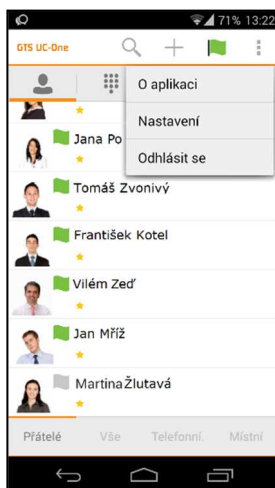 71% 13:22
GTS UC-One
O aplikaci
Nastavení
Odhlásit se
Jana Po
Tomáš Zvonivý
František Kotel
Vilém Zeď
Jan Mříž
Martina Žlutavá
Přátelé Vše Telefonní. Místní